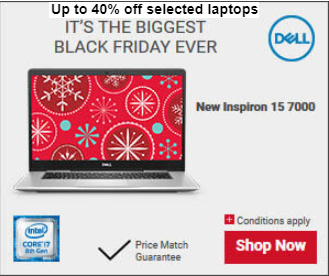 Up to 40% off selected laptops
IT'S THE BIGGEST
BLACK FRIDAY EVER
DELL
New Inspiron 15 7000
DELL
intel
CORE i7
8th Gen
Price Match
Guarantee
Conditions apply
Shop Now